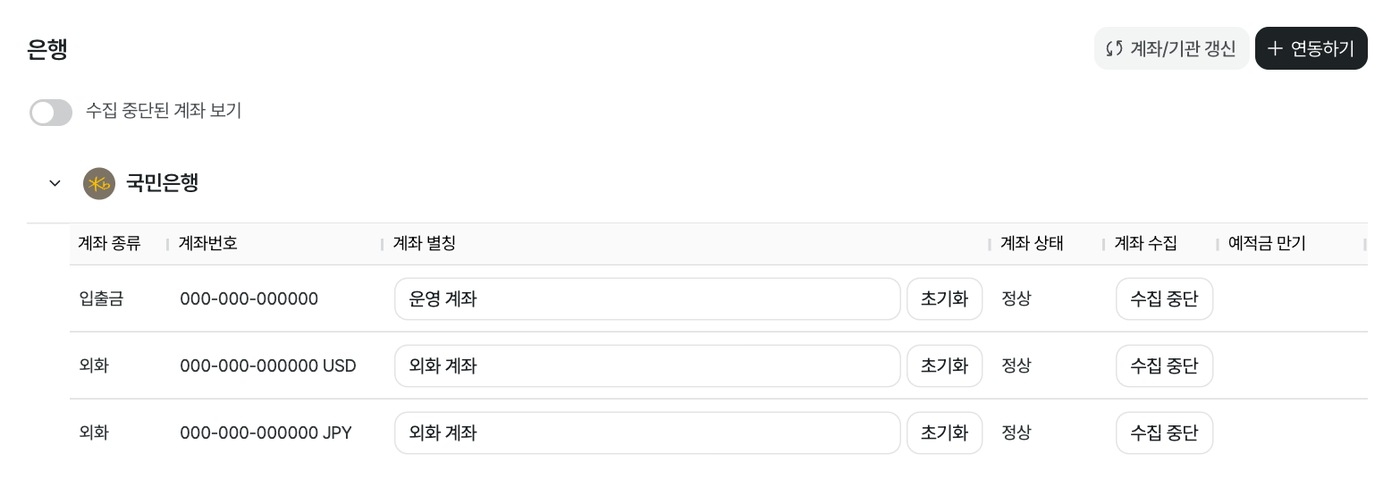 은행
계좌/기관 갱신
+ 연동하기
수집 중단된 계좌 보기
국민은행
계좌 종류 계좌번호 계좌 별칭 계좌 상태 계좌 수집 예적금 만기
입출금 000-000-000000 운영 계좌 초기화 정상 수집 중단
외화 000-000-000000 USD 외화 계좌 초기화 정상 수집 중단
외화 000-000-000000 JPY 외화 계좌 초기화 정상 수집 중단